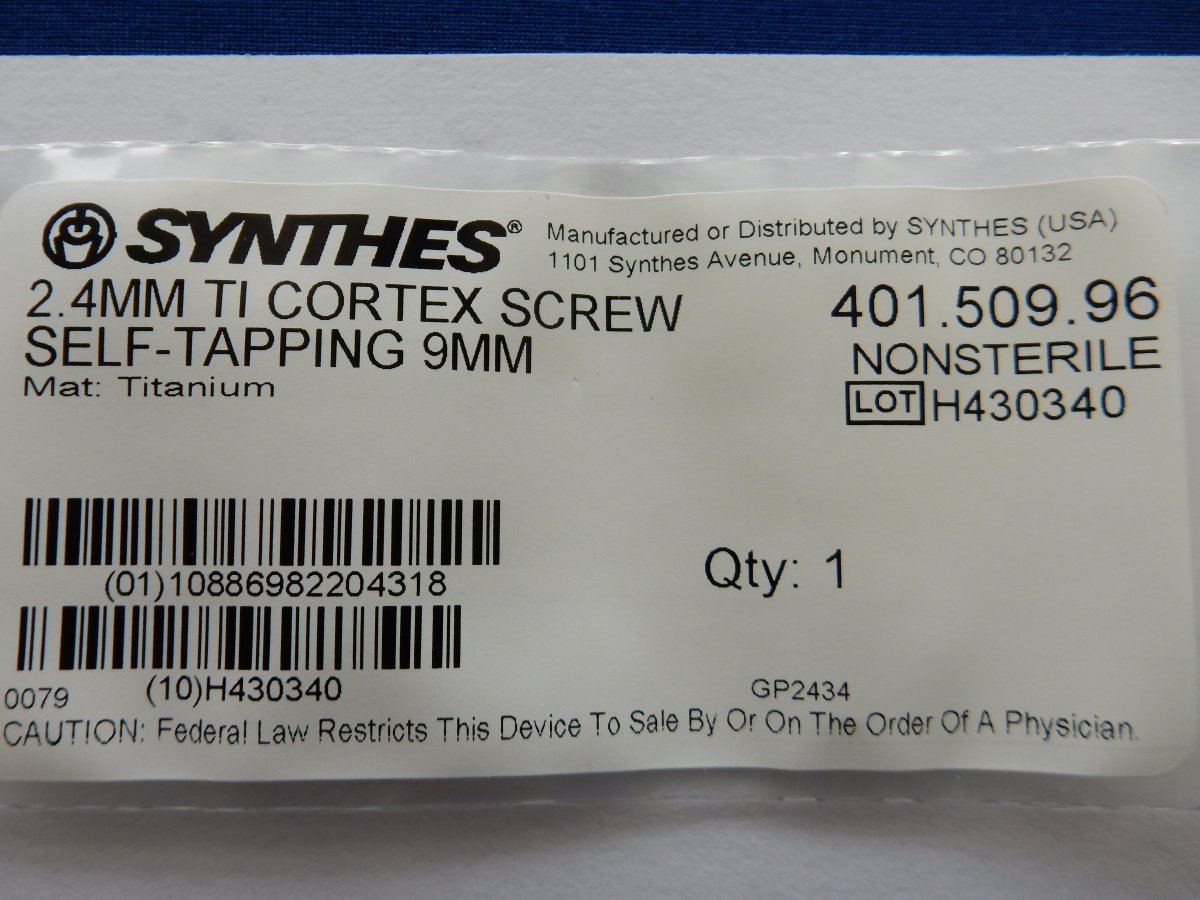 SYNTHES®
Manufactured or Distributed by SYNTHES (USA)
1101 Synthes Avenue, Monument, CO 80132
2.4MM TI CORTEX SCREW
SELF-TAPPING 9MM
Mat: Titanium
401.509.96
NONSTERILE
LOT H430340
(01)10886982204318
Qty: 1
(10)H430340
0079
GP2434
CAUTION: Federal Law Restricts This Device To Sale By Or On The Order Of A Physician.